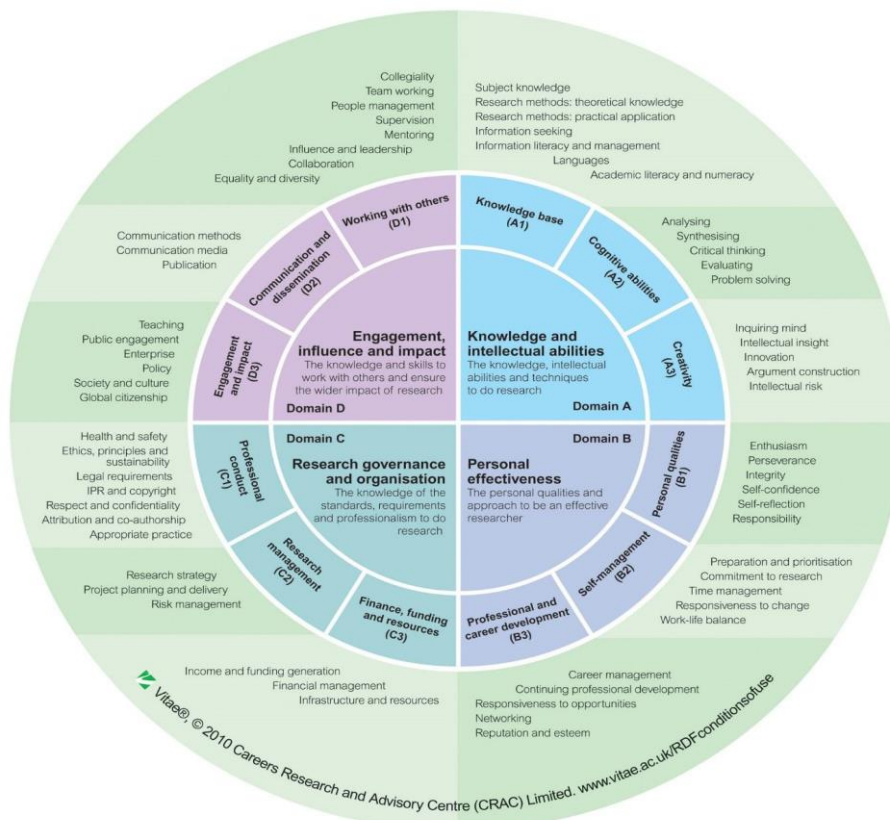 Collegiality
Team working
People management
Supervision
Mentoring
Influence and leadership
Collaboration
Equality and diversity
Subject knowledge
Research methods: theoretical knowledge
Research methods: practical application
Information seeking
Information literacy and management
Languages
Academic literacy and numeracy
Working with others
(D1)
Knowledge base
(A1)
Communication methods
Communication media
Publication
Communication and
dissemination
(D2)
Cognitive abilities
(A2)
Analysing
Synthesising
Critical thinking
Evaluating
Problem solving
Teaching
Public engagement
Enterprise
Policy
Society and culture
Global citizenship
Engagement
and impact
(D3)
Engagement,
influence and impact
The knowledge and skills to
work with others and ensure
the wider impact of research
Domain D
Knowledge and
intellectual abilities
The knowledge, intellectual
abilities and techniques
to do research
Domain A
Creativity
(A3)
Inquiring mind
Intellectual insight
Innovation
Argument construction
Intellectual risk
Health and safety
Ethics, principles and
sustainability
Legal requirements
IPR and copyright
Respect and confidentiality
Attribution and co-authorship
Appropriate practice
Professional
conduct
(C1)
Domain C
Research governance
and organisation
The knowledge of the
standards, requirements
and professionalism to do
research
Domain B
Personal
effectiveness
The personal qualities and
approach to be an effective
researcher
Personal qualities
(B1)
Enthusiasm
Perseverance
Integrity
Self-confidence
Self-reflection
Responsibility
Research strategy
Project planning and delivery
Risk management
Research
management
(C2)
Self-management
(B2)
Preparation and prioritisation
Commitment to research
Time management
Responsiveness to change
Work-life balance
Finance, funding
and resources
(C3)
Professional and
career development
(B3)
Income and funding generation
Financial management
Infrastructure and resources
Career management
Continuing professional development
Responsiveness to opportunities
Networking
Reputation and esteem
Vitae®, © 2010 Careers Research and Advisory Centre (CRAC) Limited. www.vitae.ac.uk/RDFconditionsofuse